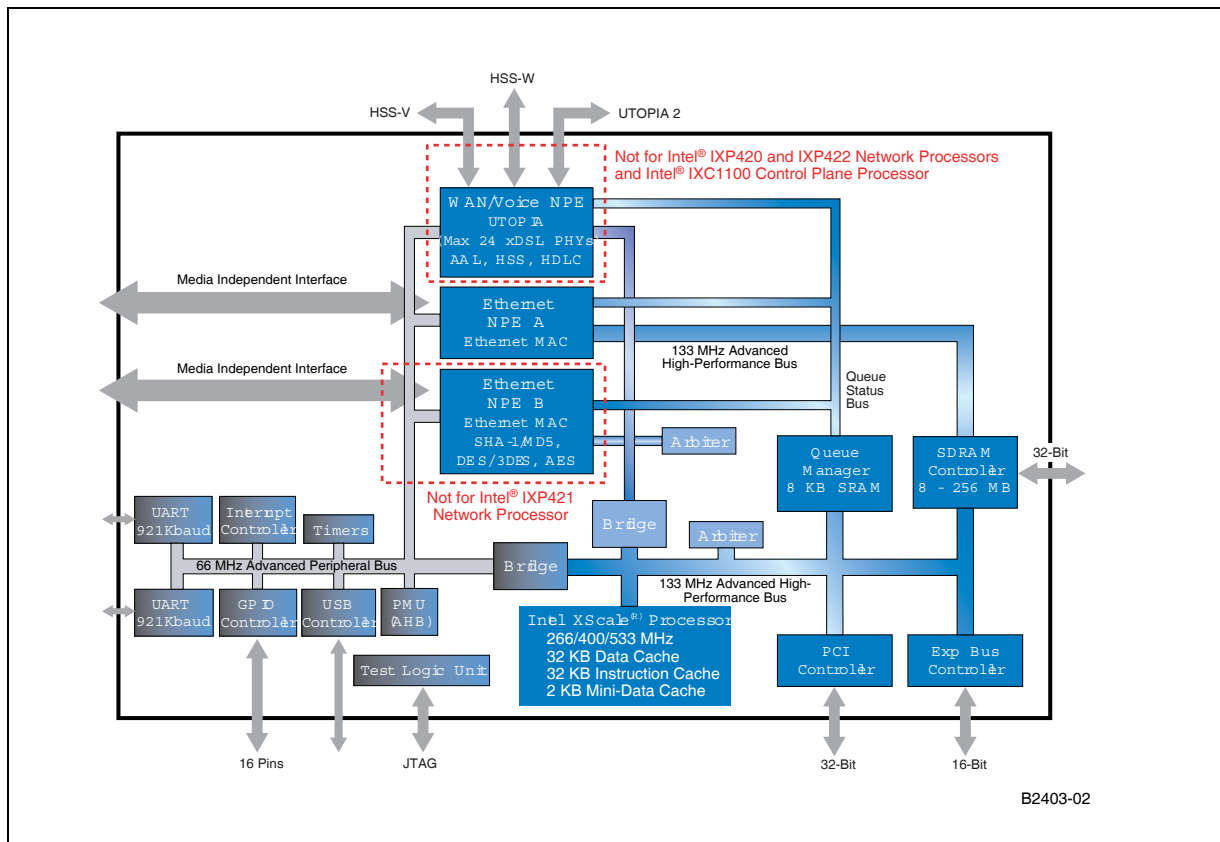 HSS-W
HSS-V
UTOPIA 2
Not for Intel® IXP420 and IXP422 Network Processors
and Intel® IXC1100 Control Plane Processor
WAN/Voice NPE
UTOPIA
(Max 24 xDSL PHYs)
AAL, HSS, HDLC
Media Independent Interface
Ethernet
NPE A
Ethernet MAC
133 MHz Advanced
High-Performance Bus
Media Independent Interface
Queue
Status
Bus
Ethernet
NPE B
Ethernet MAC
SHA-1/MD5,
DES/3DES, AES
Arbiter
Queue
Manager
8 KB SRAM
SDRAM
Controller
8 - 256 MB
32-Bit
Not for Intel® IXP421
Network Processor
UART
921Kbaud
Interrupt
Controller
Timers
Bridge
Arbiter
66 MHz Advanced Peripheral Bus
Bridge
133 MHz Advanced High-
Performance Bus
UART
921Kbaud
GPIO
Controller
USB
Controller
PMU
(AHB)
Intel XScale(R) Processor
266/400/533 MHz
32 KB Data Cache
32 KB Instruction Cache
2 KB Mini-Data Cache
PCI
Controller
Exp Bus
Controller
Test Logic Unit
16 Pins
JTAG
32-Bit
16-Bit
B2403-02